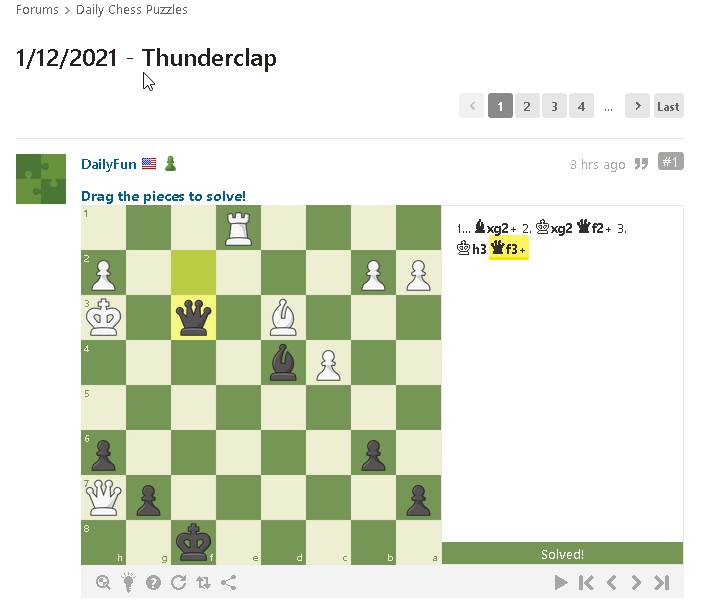 Forums > Daily Chess Puzzles
1/12/2021 - Thunderclap
1 2 3 4 ... Last
DailyFun
3 hrs ago #1
Drag the pieces to solve!
1
2
3
4
5
6
7
8
h g f e d c b a
1... ♝xg2+ 2. ♔xg2 ♛f2+ 3.
♔h3 ♛f3+
Solved!